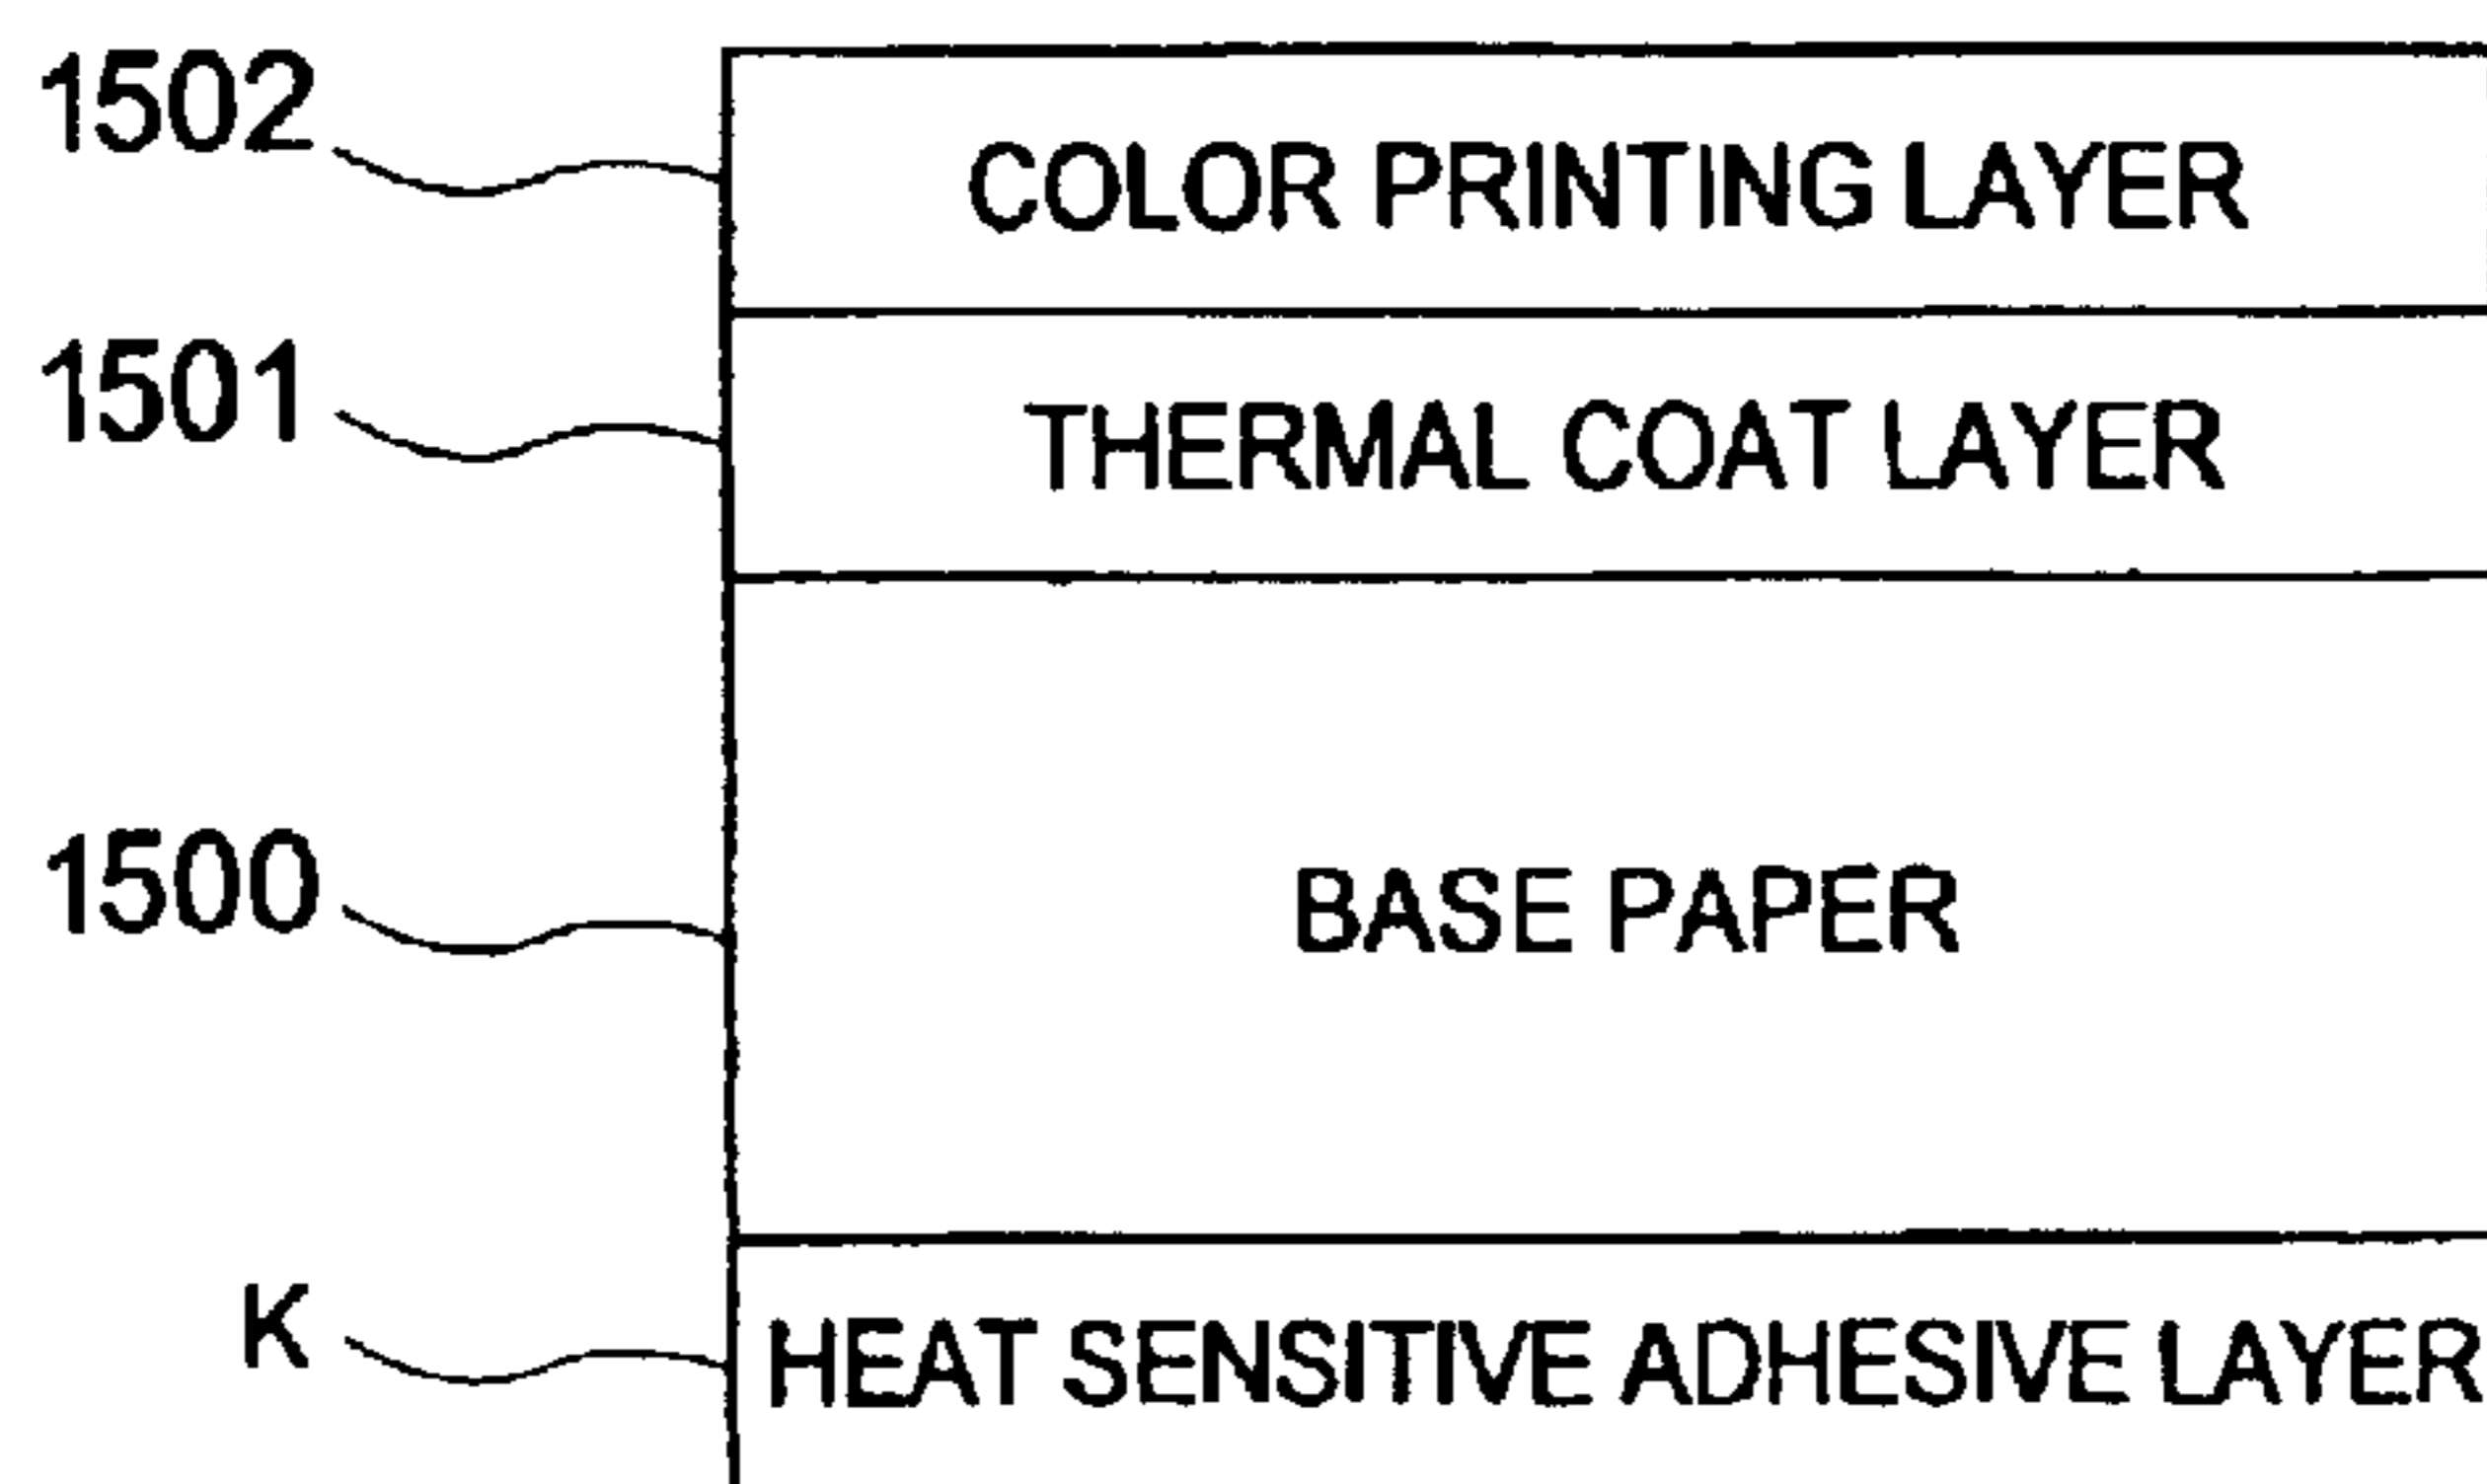 1502 COLOR PRINTING LAYER
1501 THERMAL COAT LAYER
1500 BASE PAPER
K HEAT SENSITIVE ADHESIVE LAYER